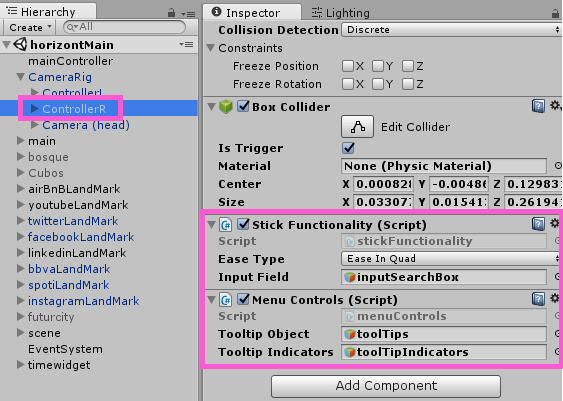 Hierarchy
Create
All
horizontMain
mainController
CameraRig
ControllerL
ControllerR
Camera (head)
main
bosque
Cubos
airBnBLandMark
youtubeLandMark
twitterLandMark
facebookLandMark
linkedinLandMark
bbvaLandMark
spotiLandMark
instagramLandMark
futurcity
scene
EventSystem
timewidget
Inspector Lighting
Collision Detection Discrete
Constraints
Freeze Position X Y Z
Freeze Rotation X Y Z
Box Collider
Edit Collider
Is Trigger
Material None (Physic Material)
Center X 0.000828 Y -0.00486 Z 0.129831
Size X 0.033077 Y 0.015411 Z 0.261941
Stick Functionality (Script)
Script stickFunctionality
Ease Type Ease In Quad
Input Field inputSearchBox
Menu Controls (Script)
Script menuControls
Tooltip Object toolTips
Tooltip Indicators toolTipIndicators
Add Component